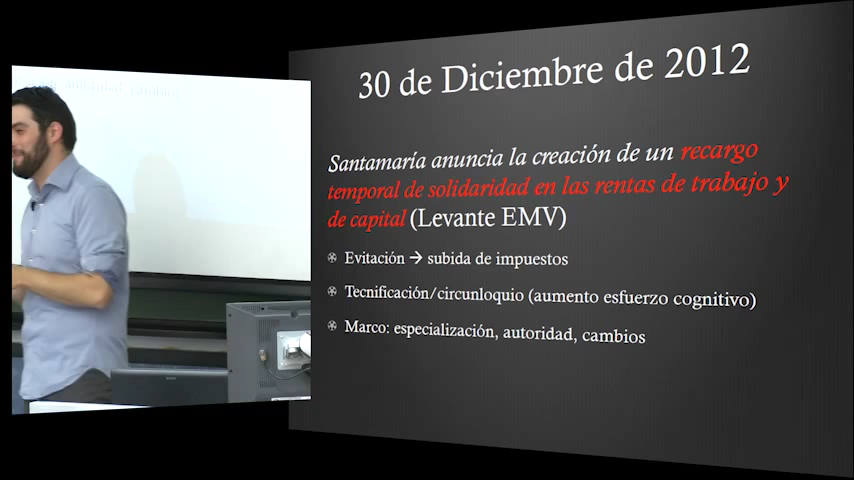 30 de Diciembre de 2012
Santamaría anuncia la creación de un recargo
temporal de solidaridad en las rentas de trabajo y
de capital (Levante EMV)
Evitación → subida de impuestos
Tecnificación/circunloquio (aumento esfuerzo cognitivo)
Marco: especialización, autoridad, cambios